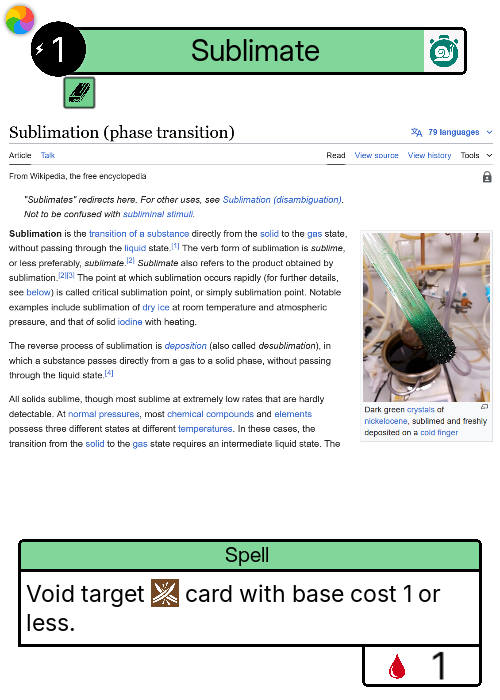 1 Sublimate
Sublimation (phase transition)
79 languages
Article Talk Read View source View history Tools
From Wikipedia, the free encyclopedia
"Sublimates" redirects here. For other uses, see Sublimation (disambiguation).
Not to be confused with subliminal stimuli.
Sublimation is the transition of a substance directly from the solid to the gas state,
without passing through the liquid state.[1] The verb form of sublimation is sublime,
or less preferably, sublimate.[2] Sublimate also refers to the product obtained by
sublimation.[2][3] The point at which sublimation occurs rapidly (for further details,
see below) is called critical sublimation point, or simply sublimation point. Notable
examples include sublimation of dry ice at room temperature and atmospheric
pressure, and that of solid iodine with heating.
The reverse process of sublimation is deposition (also called desublimation), in
which a substance passes directly from a gas to a solid phase, without passing
through the liquid state.[4]
All solids sublime, though most sublime at extremely low rates that are hardly
detectable. At normal pressures, most chemical compounds and elements
possess three different states at different temperatures. In these cases, the
transition from the solid to the gas state requires an intermediate liquid state. The
Dark green crystals of
nickelocene, sublimed and freshly
deposited on a cold finger
Spell
Void target card with base cost 1 or
less.
1